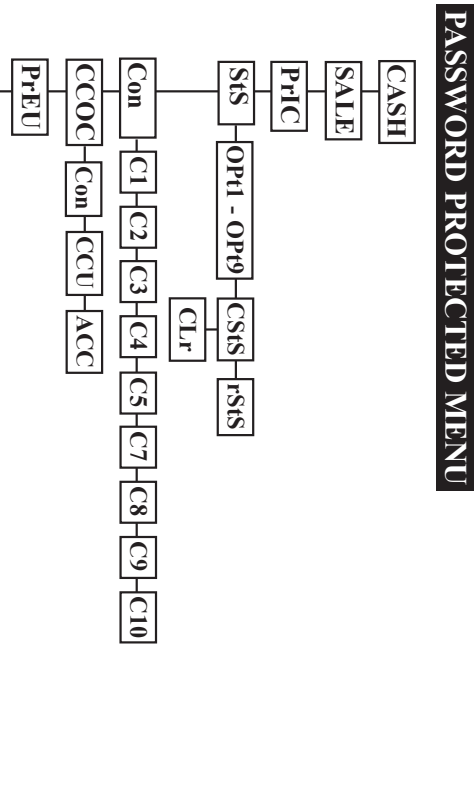 PASSWORD PROTECTED MENU
CASH
SALE
PrIC
StS OPt1 - OPt9 CStS rStS
CLr
Con C1 C2 C3 C4 C5 C7 C8 C9 C10
CCOC Con CCU ACC
PrEU